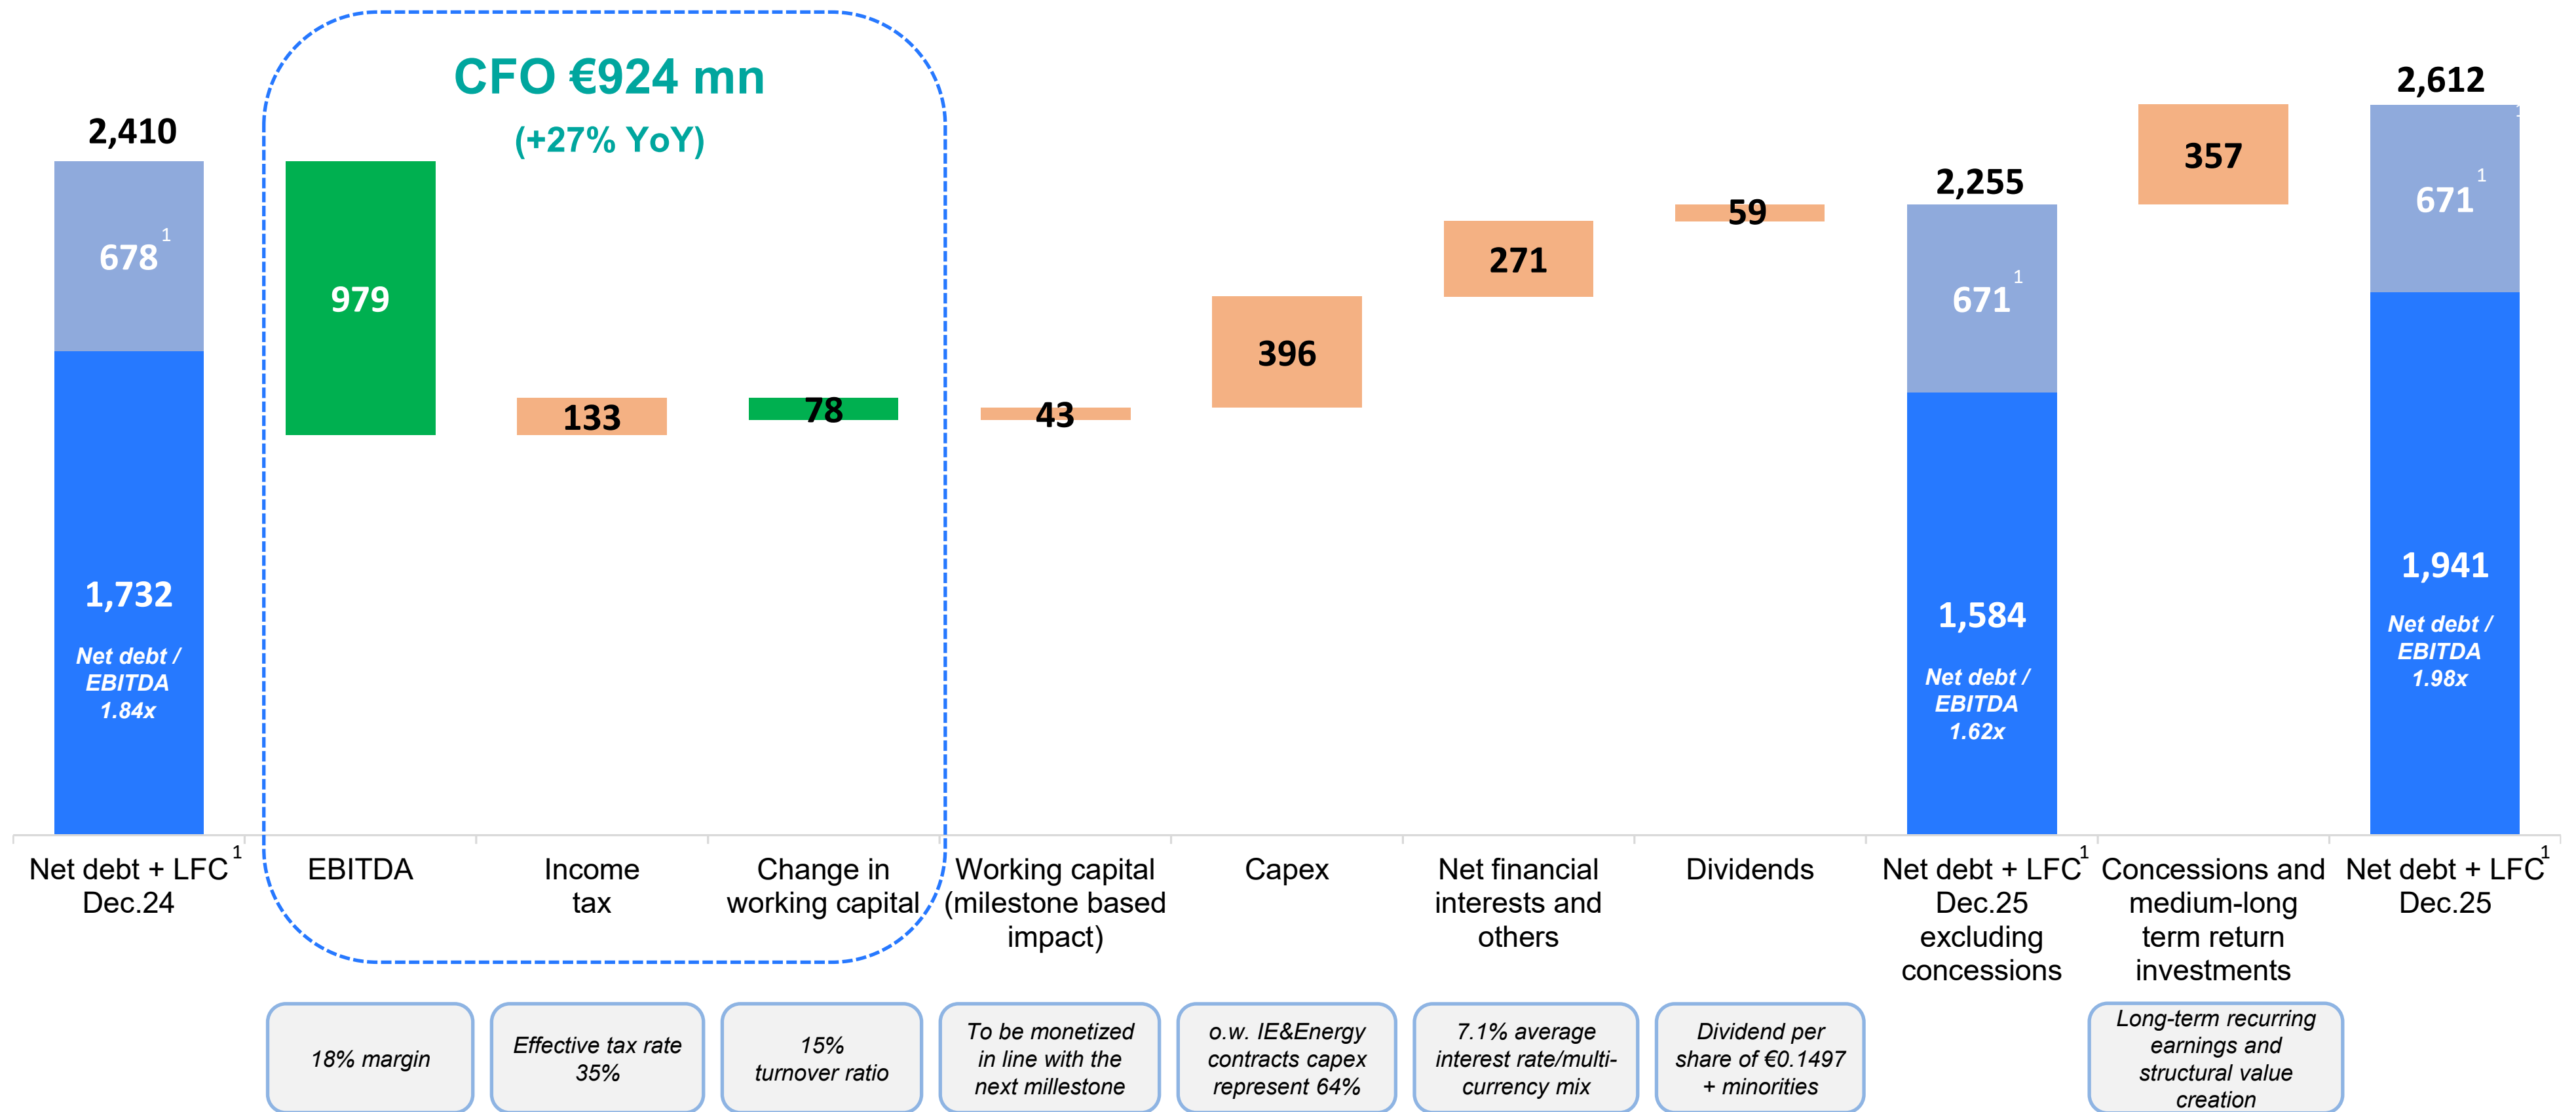 CFO €924 mn
(+27% YoY)
2,410
678 1
1,732
Net debt /
EBITDA
1.84x
979
133
78
43
396
271
59
2,255
671 1
1,584
Net debt /
EBITDA
1.62x
357
2,612
671 1
1,941
Net debt /
EBITDA
1.98x
Net debt + LFC 1
Dec.24
EBITDA
Income
tax
Change in
working capital
Working capital
(milestone based
impact)
Capex
Net financial
interests and
others
Dividends
Net debt + LFC 1
Dec.25
excluding
concessions
Concessions and
medium-long
term return
investments
Net debt + LFC 1
Dec.25
18% margin
Effective tax rate
35%
15%
turnover ratio
To be monetized
in line with the
next millestone
o.w. IE&Energy
contracts capex
represent 64%
7.1% average
interest rate/multi-
currency mix
Dividend per
share of €0.1497
+ minorities
Long-term recurring
earnings and
structural value
creation